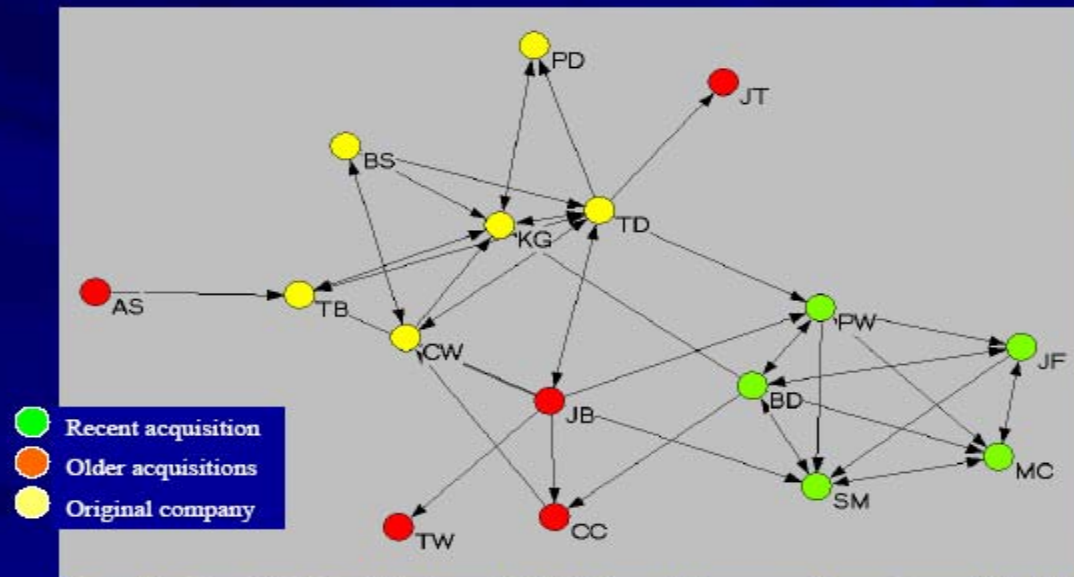 PD
JT
BS
TD
KG
AS
TB
PW
CW
JF
BD
JB
MC
SM
CC
TW
Recent acquisition
Older acquisitions
Original company